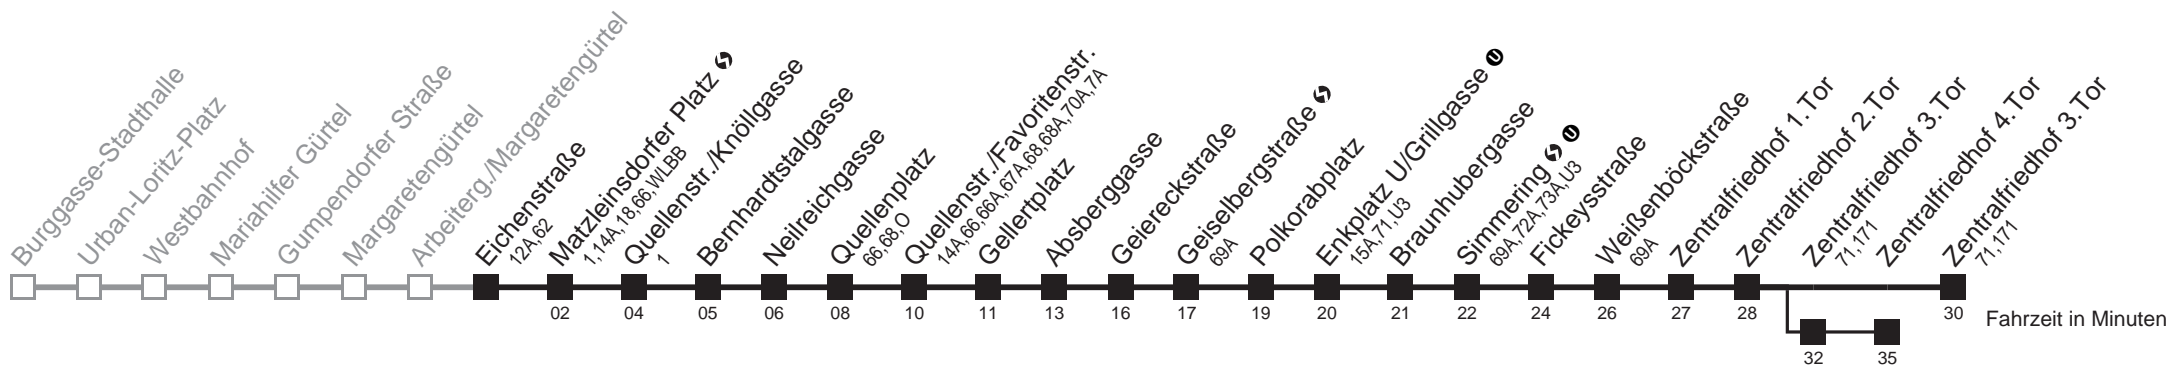 Burggasse-Stadthalle
Urban-Loritz-Platz
Westbahnhof
Mariahilfer Gürtel
Gumpendorfer Straße
Margaretengürtel
Arbeiterg./Margaretengürtel
Eichenstraße
12A,62
Matzleinsdorfer Platz
1,14A,18,66,WLBB
Quellenstr./Knöllgasse
1
Bernhardtstalgasse
Neilreichgasse
Quellenplatz
66,68,O
Quellenstr./Favoritenstr.
14A,66,66A,67A,68,68A,70A,7A
Gellertplatz
Absberggasse
Geiereckstraße
Geiselbergstraße
69A
Polkorabplatz
Enkplatz U/Grillgasse U
15A,71,U3
Braunhubergasse
Simmering U
69A,72A,73A,U3
Fickeysstraße
Weißenböckstraße
69A
Zentralfriedhof 1.Tor
Zentralfriedhof 2.Tor
Zentralfriedhof 3.Tor
71,171
Zentralfriedhof 4.Tor
Zentralfriedhof 3.Tor
71,171
02 04 05 06 08 10 11 13 16 17 19 20 21 22 24 26 27 28 30
Fahrzeit in Minuten
32 35